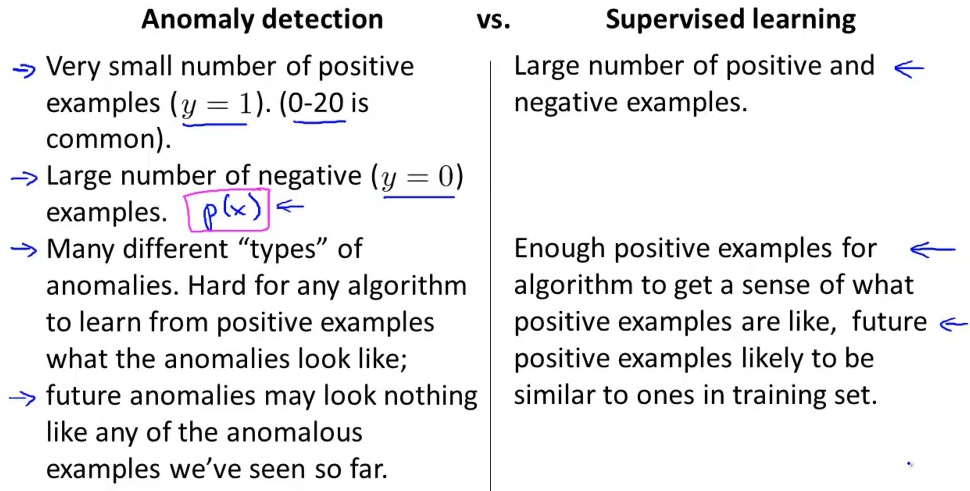 Anomaly detection vs. Supervised learning
→ Very small number of positive
examples (y = 1). (0-20 is
common).
→ Large number of negative (y = 0)
examples. p(x) ←
→ Many different “types” of
anomalies. Hard for any algorithm
to learn from positive examples
what the anomalies look like;
→ future anomalies may look nothing
like any of the anomalous
examples we’ve seen so far.
Large number of positive and ←
negative examples.
Enough positive examples for ←
algorithm to get a sense of what
positive examples are like, future ←
positive examples likely to be
similar to ones in training set.